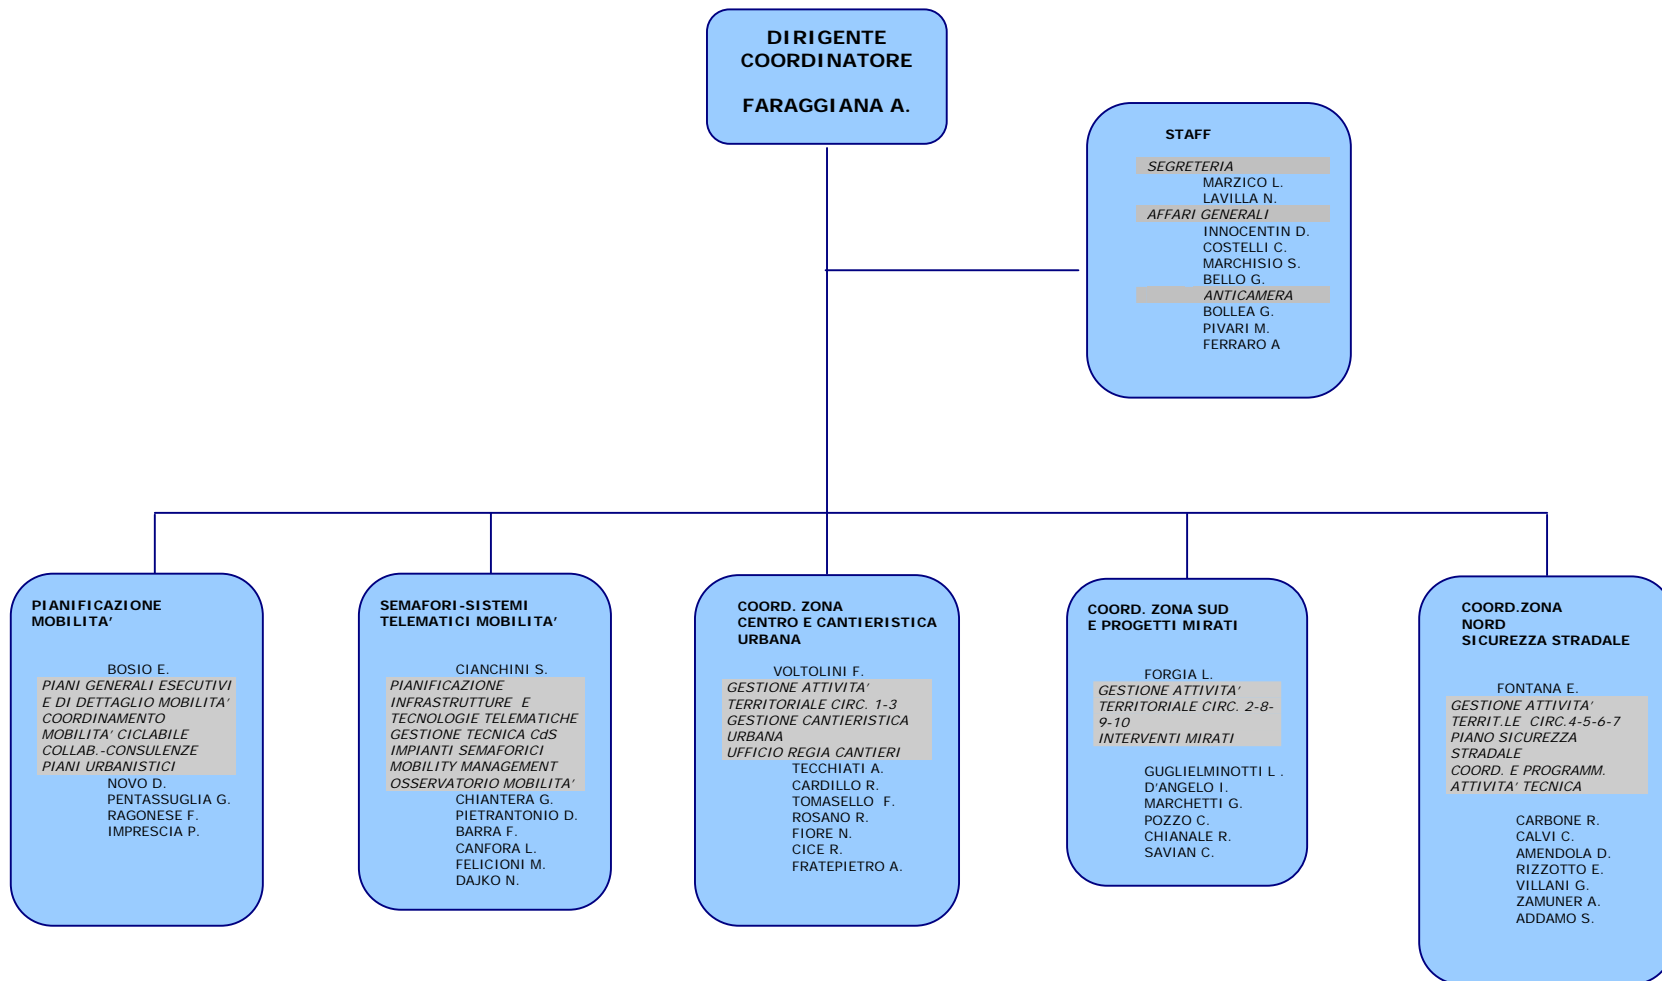 DIRIGENTE
COORDINATORE
FARAGGIANA A.
STAFF
SEGRETERIA
MARZICO L.
LAVILLA N.
AFFARI GENERALI
INNOCENTIN D.
COSTELLI C.
MARCHISIO S.
BELLO G.
ANTICAMERA
BOLLEA G.
PIVARI M.
FERRARO A
PIANIFICAZIONE
MOBILITA’
BOSIO E.
PIANI GENERALI ESECUTIVI
E DI DETTAGLIO MOBILITA’
COORDINAMENTO
MOBILITA’ CICLABILE
COLLAB.-CONSULENZE
PIANI URBANISTICI
NOVO D.
PENTASSUGLIA G.
RAGONESE F.
IMPRESCIA P.
SEMAFORI-SISTEMI
TELEMATICI MOBILITA’
CIANCHINI S.
PIANIFICAZIONE
INFRASTRUTTURE E
TECNOLOGIE TELEMATICHE
GESTIONE TECNICA CdS
IMPIANTI SEMAFORICI
MOBILITY MANAGEMENT
OSSERVATORIO MOBILITA’
CHIANTERA G.
PIETRANTONIO D.
BARRA F.
CANFORA L.
FELICIONI M.
DAJKO N.
COORD. ZONA
CENTRO E CANTIERISTICA
URBANA
VOLTOLINI F.
GESTIONE ATTIVITA’
TERRITORIALE CIRC. 1-3
GESTIONE CANTIERISTICA
URBANA
UFFICIO REGIA CANTIERI
TECCHIATI A.
CARDILLO R.
TOMASELLO F.
ROSANO R.
FIORE N.
CICE R.
FRATEPIETRO A.
COORD. ZONA SUD
E PROGETTI MIRATI
FORGIA L.
GESTIONE ATTIVITA’
TERRITORIALE CIRC. 2-8-
9-10
INTERVENTI MIRATI
GUGLIELMINOTTI L .
D’ANGELO I.
MARCHETTI G.
POZZO C.
CHIANALE R.
SAVIAN C.
COORD.ZONA
NORD
SICUREZZA STRADALE
FONTANA E.
GESTIONE ATTIVITA’
TERRIT.LE CIRC.4-5-6-7
PIANO SICUREZZA
STRADALE
COORD. E PROGRAMM.
ATTIVITA’ TECNICA
CARBONE R.
CALVI C.
AMENDOLA D.
RIZZOTTO E.
VILLANI G.
ZAMUNER A.
ADDAMO S.